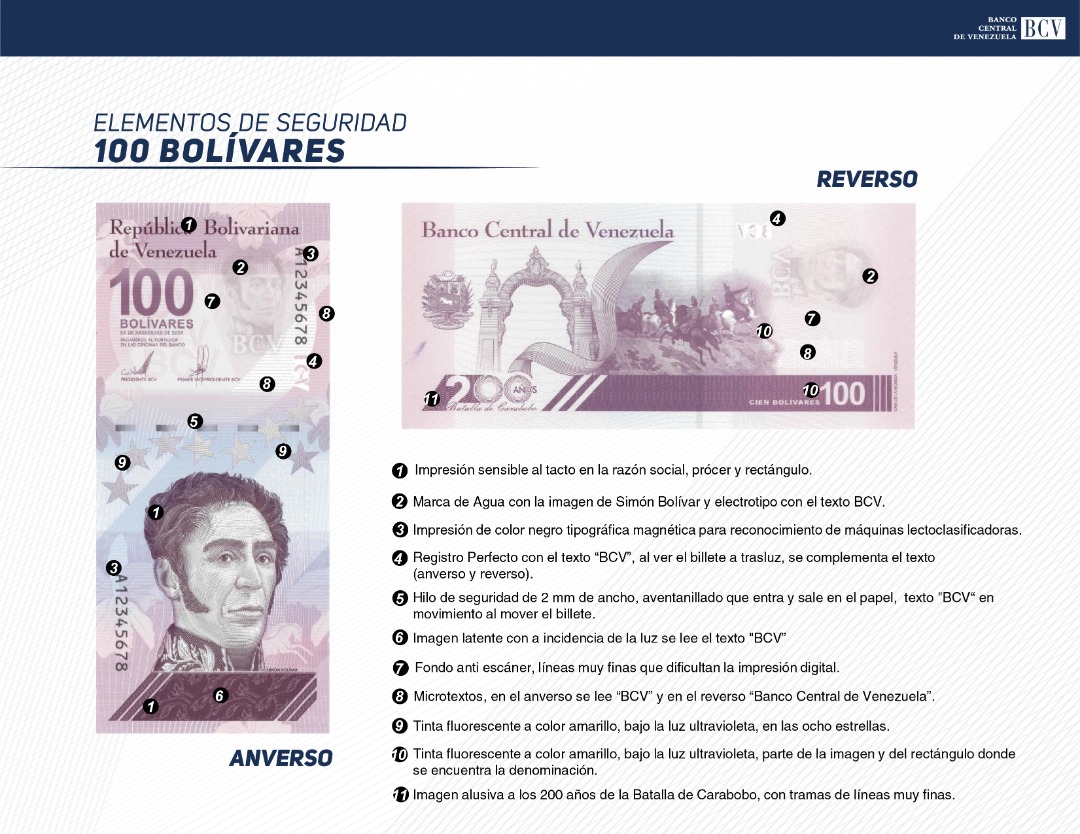 BANCO
CENTRAL
DE VENEZUELA BCV
ELEMENTOS DE SEGURIDAD
100 BOLÍVARES
REVERSO
República Bolivariana
de Venezuela
100
BOLÍVARES
PAGADEROS AL PORTADOR
EN LAS OFICINAS DEL BANCO
PRESIDENTE BCV PRIMER VICEPRESIDENTE BCV
BCV
A12345678
1
2
3
7
8
4
8
5
9
9
1
3
A12345678
SIMÓN BOLÍVAR
6
1
ANVERSO
Banco Central de Venezuela
4
BCV
2
7
10
8
11
200 AÑOS
Batalla de Carabobo
10
CIEN BOLÍVARES 100
1 Impresión sensible al tacto en la razón social, prócer y rectángulo.
2 Marca de Agua con la imagen de Simón Bolívar y electrotipo con el texto BCV.
3 Impresión de color negro tipográfica magnética para reconocimiento de máquinas lectoclasificadoras.
4 Registro Perfecto con el texto “BCV”, al ver el billete a trasluz, se complementa el texto
(anverso y reverso).
5 Hilo de seguridad de 2 mm de ancho, aventanillado que entra y sale en el papel, texto "BCV“ en
movimiento al mover el billete.
6 Imagen latente con a incidencia de la luz se lee el texto "BCV”
7 Fondo anti escáner, líneas muy finas que dificultan la impresión digital.
8 Microtextos, en el anverso se lee “BCV” y en el reverso “Banco Central de Venezuela”.
9 Tinta fluorescente a color amarillo, bajo la luz ultravioleta, en las ocho estrellas.
10 Tinta fluorescente a color amarillo, bajo la luz ultravioleta, parte de la imagen y del rectángulo donde
se encuentra la denominación.
11 Imagen alusiva a los 200 años de la Batalla de Carabobo, con tramas de líneas muy finas.